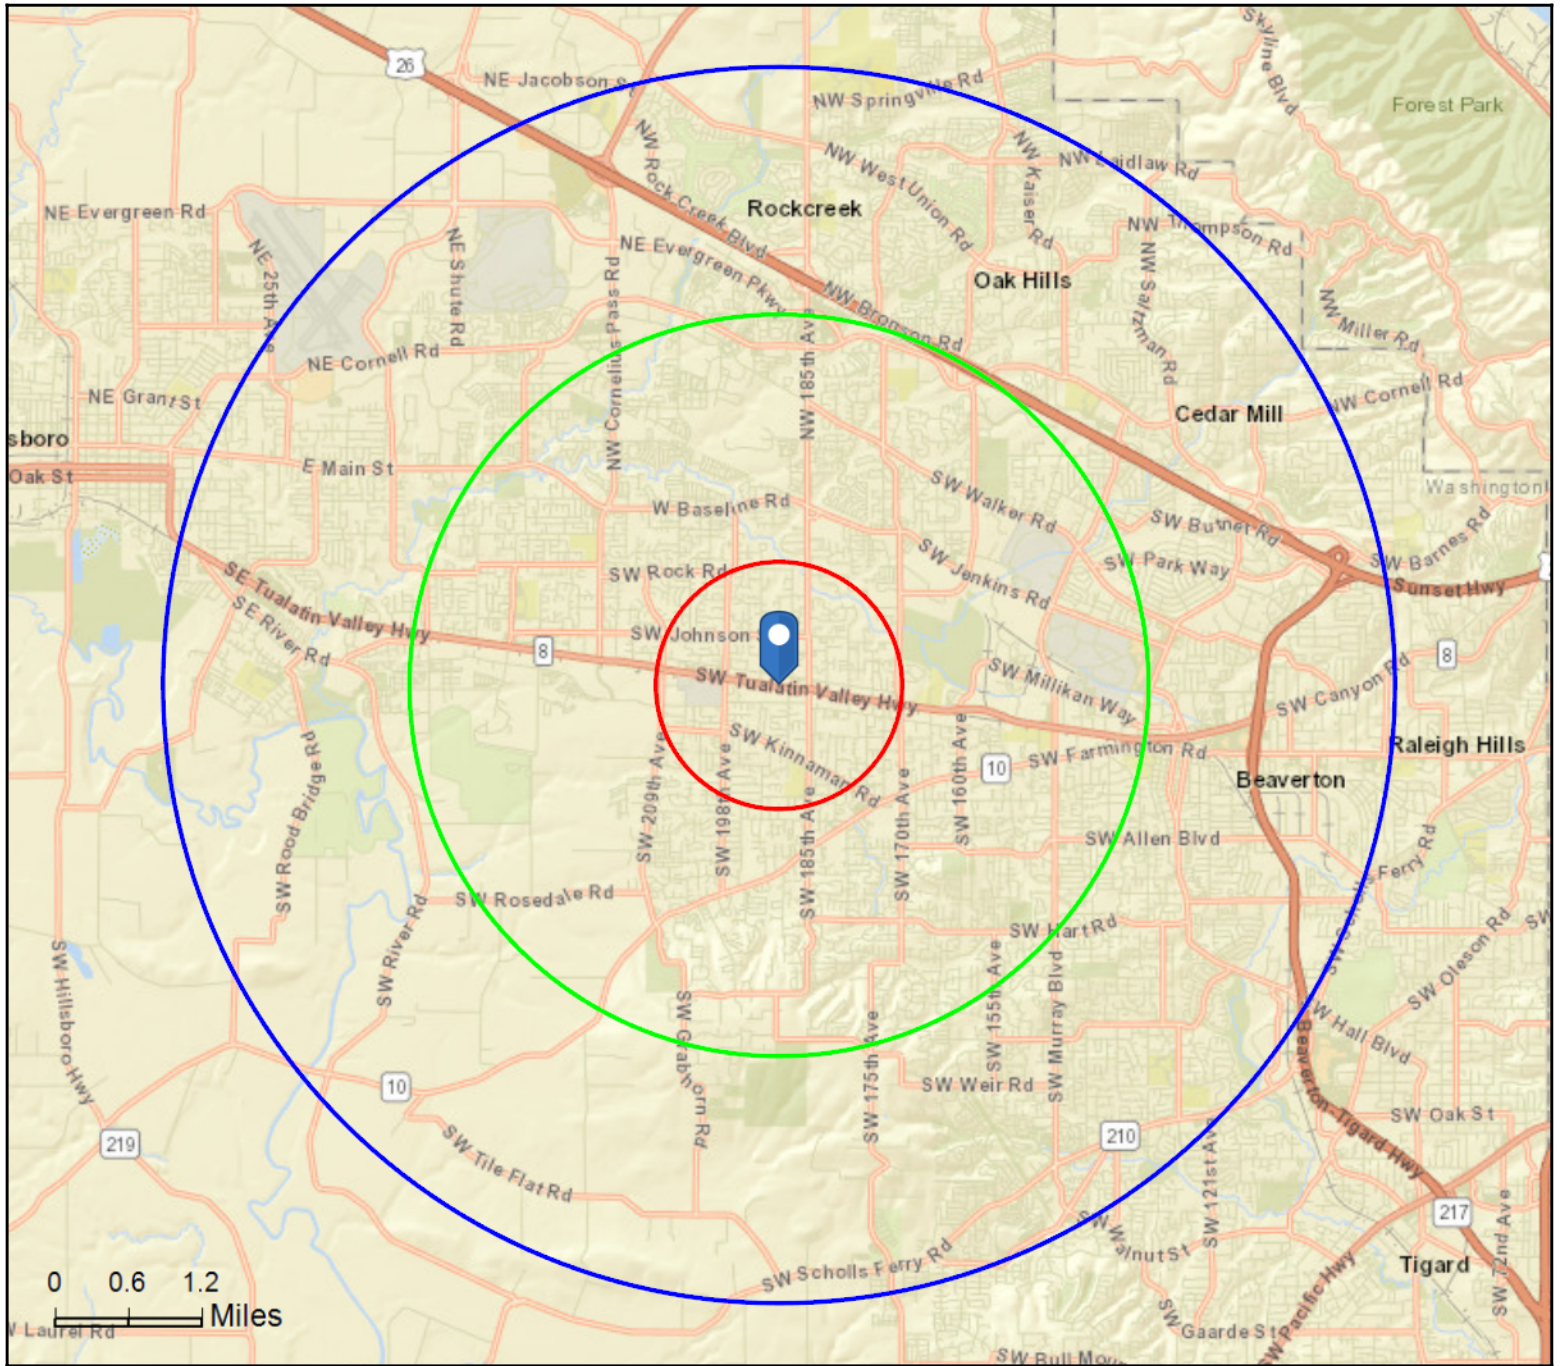 26
NE Jacobson St
NW Springville Rd
Skyline Blvd
Forest Park
NW Rock Creek Blvd
NW West Union Rd
NW Kaiser Rd
NW Laidlaw Rd
NE Evergreen Rd
Rockcreek
NW Thompson Rd
NE 25th Ave
NE Shute Rd
NE Evergreen Pkwy
NW Cornelius Pass Rd
NW Bronson Rd
Oak Hills
NW Saltzman Rd
NW Miller Rd
NE Cornell Rd
NW 185th Ave
NE Grant St
NW Cornell Rd
Cedar Mill
sboro
Oak St
E Main St
W Baseline Rd
SW Walker Rd
Washington
SW Butner Rd
SW Barnes Rd
SW Rock Rd
SW Jenkins Rd
SW Park Way
Sunset Hwy
SE Tualatin Valley Hwy
SE River Rd
8
SW Johnson
8
SW Tualatin Valley Hwy
SW Millikan Way
SW Canyon Rd
SW Kinnaman Rd
SW Farmington Rd
Raleigh Hills
10
Beaverton
SW Rood Bridge Rd
SW 209th Ave
SW 198th Ave
SW 185th Ave
SW 170th Ave
SW 160th Ave
SW Allen Blvd
SW Scholls Ferry Rd
SW Rosedale Rd
SW River Rd
SW Hart Rd
SW Oleson Rd
SW
SW Hillsboro Hwy
SW Grabhorn Rd
SW 175th Ave
SW 155th Ave
SW Murray Blvd
SW Hall Blvd
10
SW Weir Rd
Beaverton-Tigard Hwy
SW Oak St
219
SW Tile Flat Rd
210
SW 121st Ave
217
SW 72nd Ave
SW Walnut St
SW Scholls Ferry Rd
Tigard
SW Pacific Hwy
0 0.6 1.2
Miles
W Laurel Rd
SW Gaarde St
SW Bull Mou